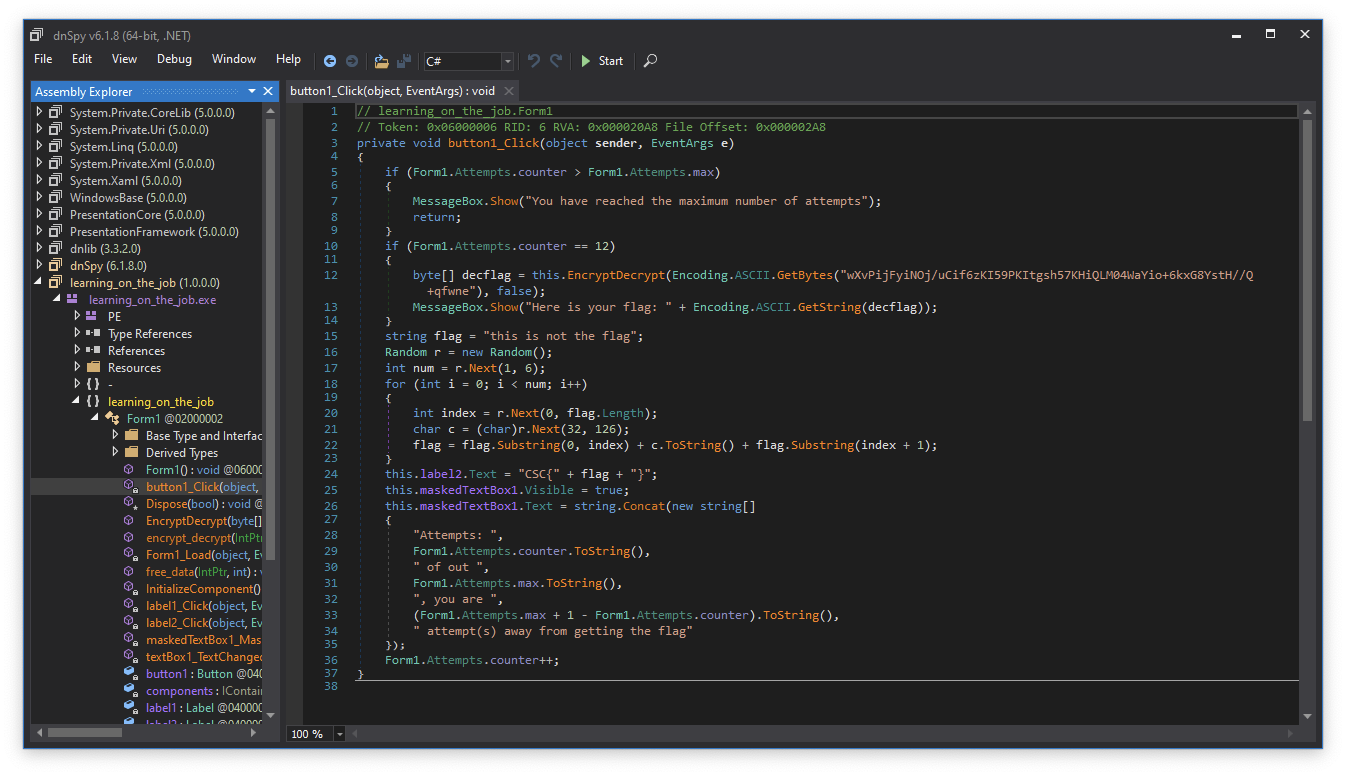 dnSpy v6.1.8 (64-bit, .NET)
File Edit View Debug Window Help C# Start
Assembly Explorer
System.Private.CoreLib (5.0.0.0)
System.Private.Uri (5.0.0.0)
System.Linq (5.0.0.0)
System.Private.Xml (5.0.0.0)
System.Xaml (5.0.0.0)
WindowsBase (5.0.0.0)
PresentationCore (5.0.0.0)
PresentationFramework (5.0.0.0)
dnlib (3.3.2.0)
dnSpy (6.1.8.0)
learning_on_the_job (1.0.0.0)
learning_on_the_job.exe
PE
Type References
References
Resources
{ } -
{ } learning_on_the_job
Form1 @02000002
Base Type and Interfac
Derived Types
Form1() : void @0600
button1_Click(object,
Dispose(bool) : void @
EncryptDecrypt(byte[]
encrypt_decrypt(IntPtr
Form1_Load(object, Ev
free_data(IntPtr, int) : v
InitializeComponent()
label1_Click(object, Ev
label2_Click(object, Ev
maskedTextBox1_Mas
textBox1_TextChanged
button1 : Button @040
components : IContain
label1 : Label @040000
label2 : Label @040000
button1_Click(object, EventArgs) : void
1 // learning_on_the_job.Form1
2 // Token: 0x06000006 RID: 6 RVA: 0x000020A8 File Offset: 0x000002A8
3 private void button1_Click(object sender, EventArgs e)
4 {
5 if (Form1.Attempts.counter > Form1.Attempts.max)
6 {
7 MessageBox.Show("You have reached the maximum number of attempts");
8 return;
9 }
10 if (Form1.Attempts.counter == 12)
11 {
12 byte[] decflag = this.EncryptDecrypt(Encoding.ASCII.GetBytes("wXvPijFyiNOj/uCif6zKI59PKItgsh57KHiQLM04WaYio+6kxG8YstH//Q
+qfwne"), false);
13 MessageBox.Show("Here is your flag: " + Encoding.ASCII.GetString(decflag));
14 }
15 string flag = "this is not the flag";
16 Random r = new Random();
17 int num = r.Next(1, 6);
18 for (int i = 0; i < num; i++)
19 {
20 int index = r.Next(0, flag.Length);
21 char c = (char)r.Next(32, 126);
22 flag = flag.Substring(0, index) + c.ToString() + flag.Substring(index + 1);
23 }
24 this.label2.Text = "CSC{" + flag + "}";
25 this.maskedTextBox1.Visible = true;
26 this.maskedTextBox1.Text = string.Concat(new string[]
27 {
28 "Attempts: ",
29 Form1.Attempts.counter.ToString(),
30 " of out ",
31 Form1.Attempts.max.ToString(),
32 ", you are ",
33 (Form1.Attempts.max + 1 - Form1.Attempts.counter).ToString(),
34 " attempt(s) away from getting the flag"
35 });
36 Form1.Attempts.counter++;
37 }
38
100 %